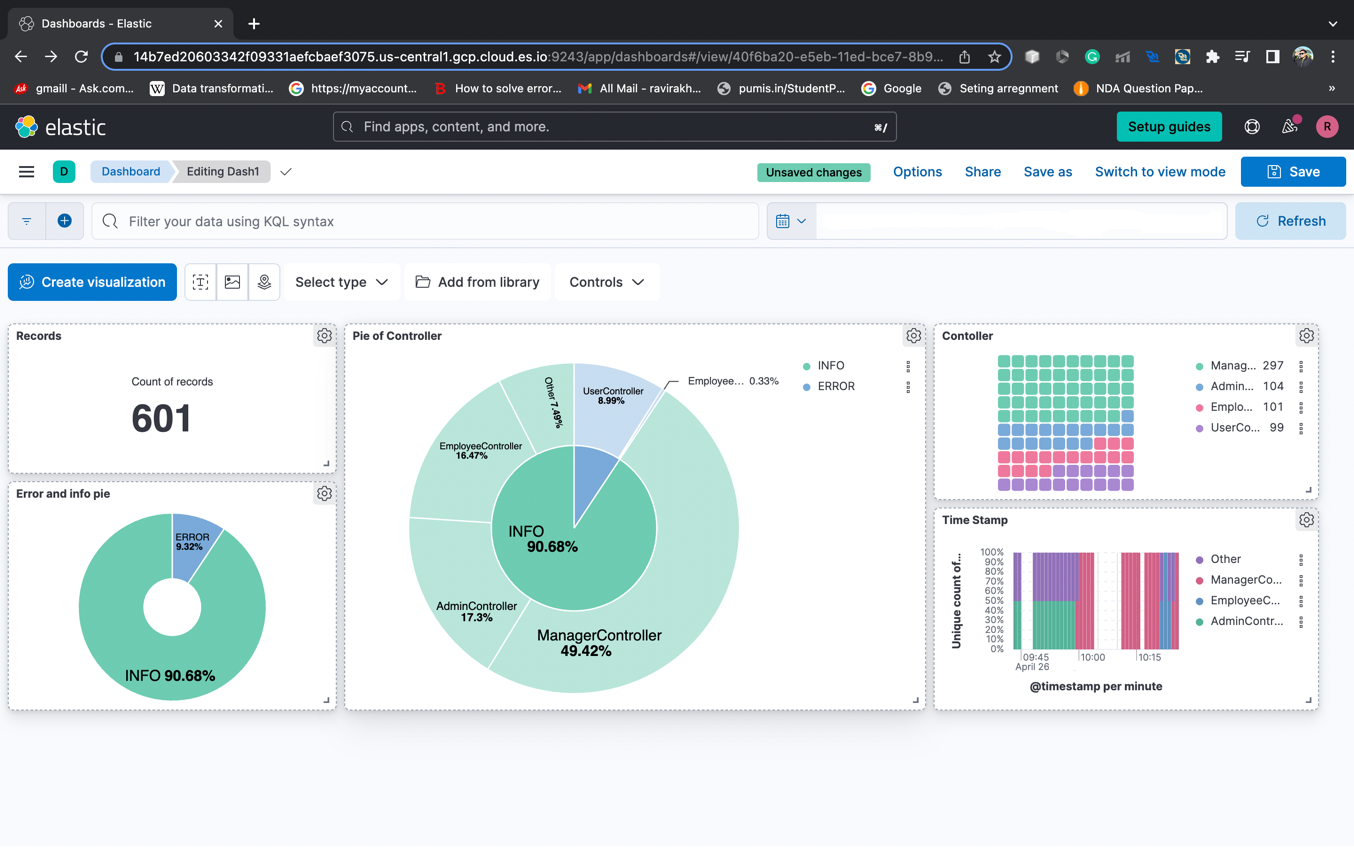 Dashboards - Elastic
14b7ed20603342f09331aefcbaef3075.us-central1.gcp.cloud.es.io:9243/app/dashboards#/view/40f6ba20-e5eb-11ed-bce7-8b9...
Ask gmaill - Ask.com... W Data transformati... https://myaccount... B How to solve error... All Mail - ravirakh... pumis.in/StudentP... Google Seting arregnment NDA Question Pap... »
elastic Find apps, content, and more. ⌘/ Setup guides R
D Dashboard Editing Dash1 Unsaved changes Options Share Save as Switch to view mode Save
Filter your data using KQL syntax Refresh
Create visualization T Select type Add from library Controls
Records
Count of records
601
Error and info pie
ERROR
9.32%
INFO 90.68%
Pie of Controller
INFO
ERROR
Employee... 0.33%
UserController
8.99%
Other 7.49%
EmployeeController
16.47%
INFO
90.68%
AdminController
17.3%
ManagerController
49.42%
Contoller
Manag... 297
Admin... 104
Emplo... 101
UserCo... 99
Time Stamp
Unique count of...
100%
90%
80%
70%
60%
50%
40%
30%
20%
10%
0%
09:45 10:00 10:15
April 26
@timestamp per minute
Other
ManagerCo...
EmployeeC...
AdminContr...